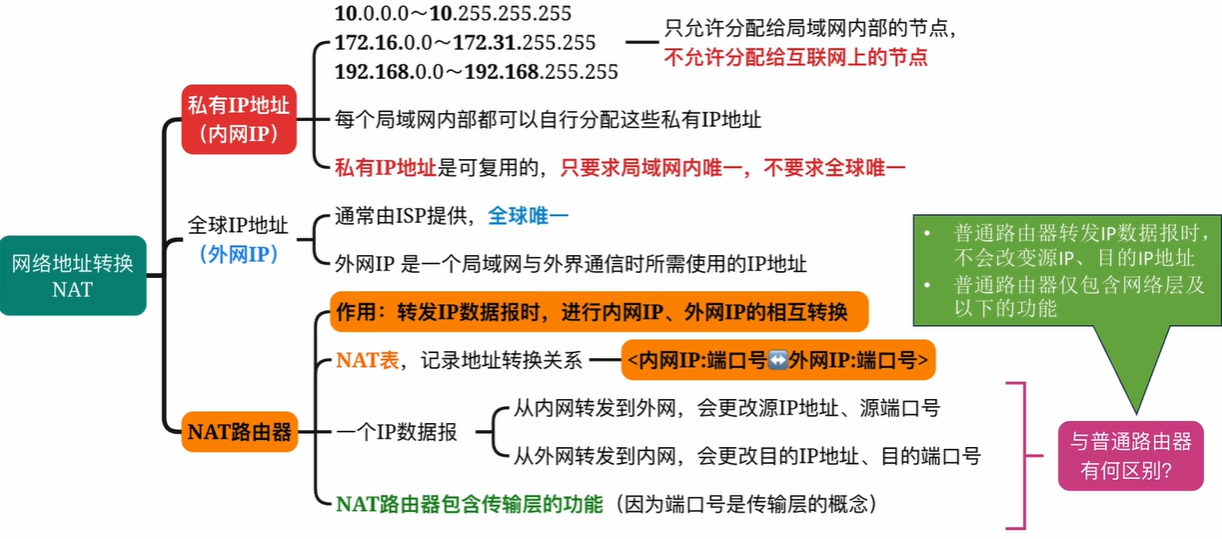 网络地址转换
NAT
私有IP地址
（内网IP）
10.0.0.0～10.255.255.255
172.16.0.0～172.31.255.255
192.168.0.0～192.168.255.255
只允许分配给局域网内部的节点，
不允许分配给互联网上的节点
每个局域网内部都可以自行分配这些私有IP地址
私有IP地址是可复用的，只要求局域网内唯一，不要求全球唯一
全球IP地址
（外网IP）
通常由ISP提供，全球唯一
外网IP 是一个局域网与外界通信时所需使用的IP地址
NAT路由器
作用：转发IP数据报时，进行内网IP、外网IP的相互转换
NAT表，记录地址转换关系
<内网IP:端口号↔️外网IP:端口号>
一个IP数据报
从内网转发到外网，会更改源IP地址、源端口号
从外网转发到内网，会更改目的IP地址、目的端口号
NAT路由器包含传输层的功能（因为端口号是传输层的概念）
与普通路由器
有何区别？
• 普通路由器转发IP数据报时，
不会改变源IP、目的IP地址
• 普通路由器仅包含网络层及
以下的功能